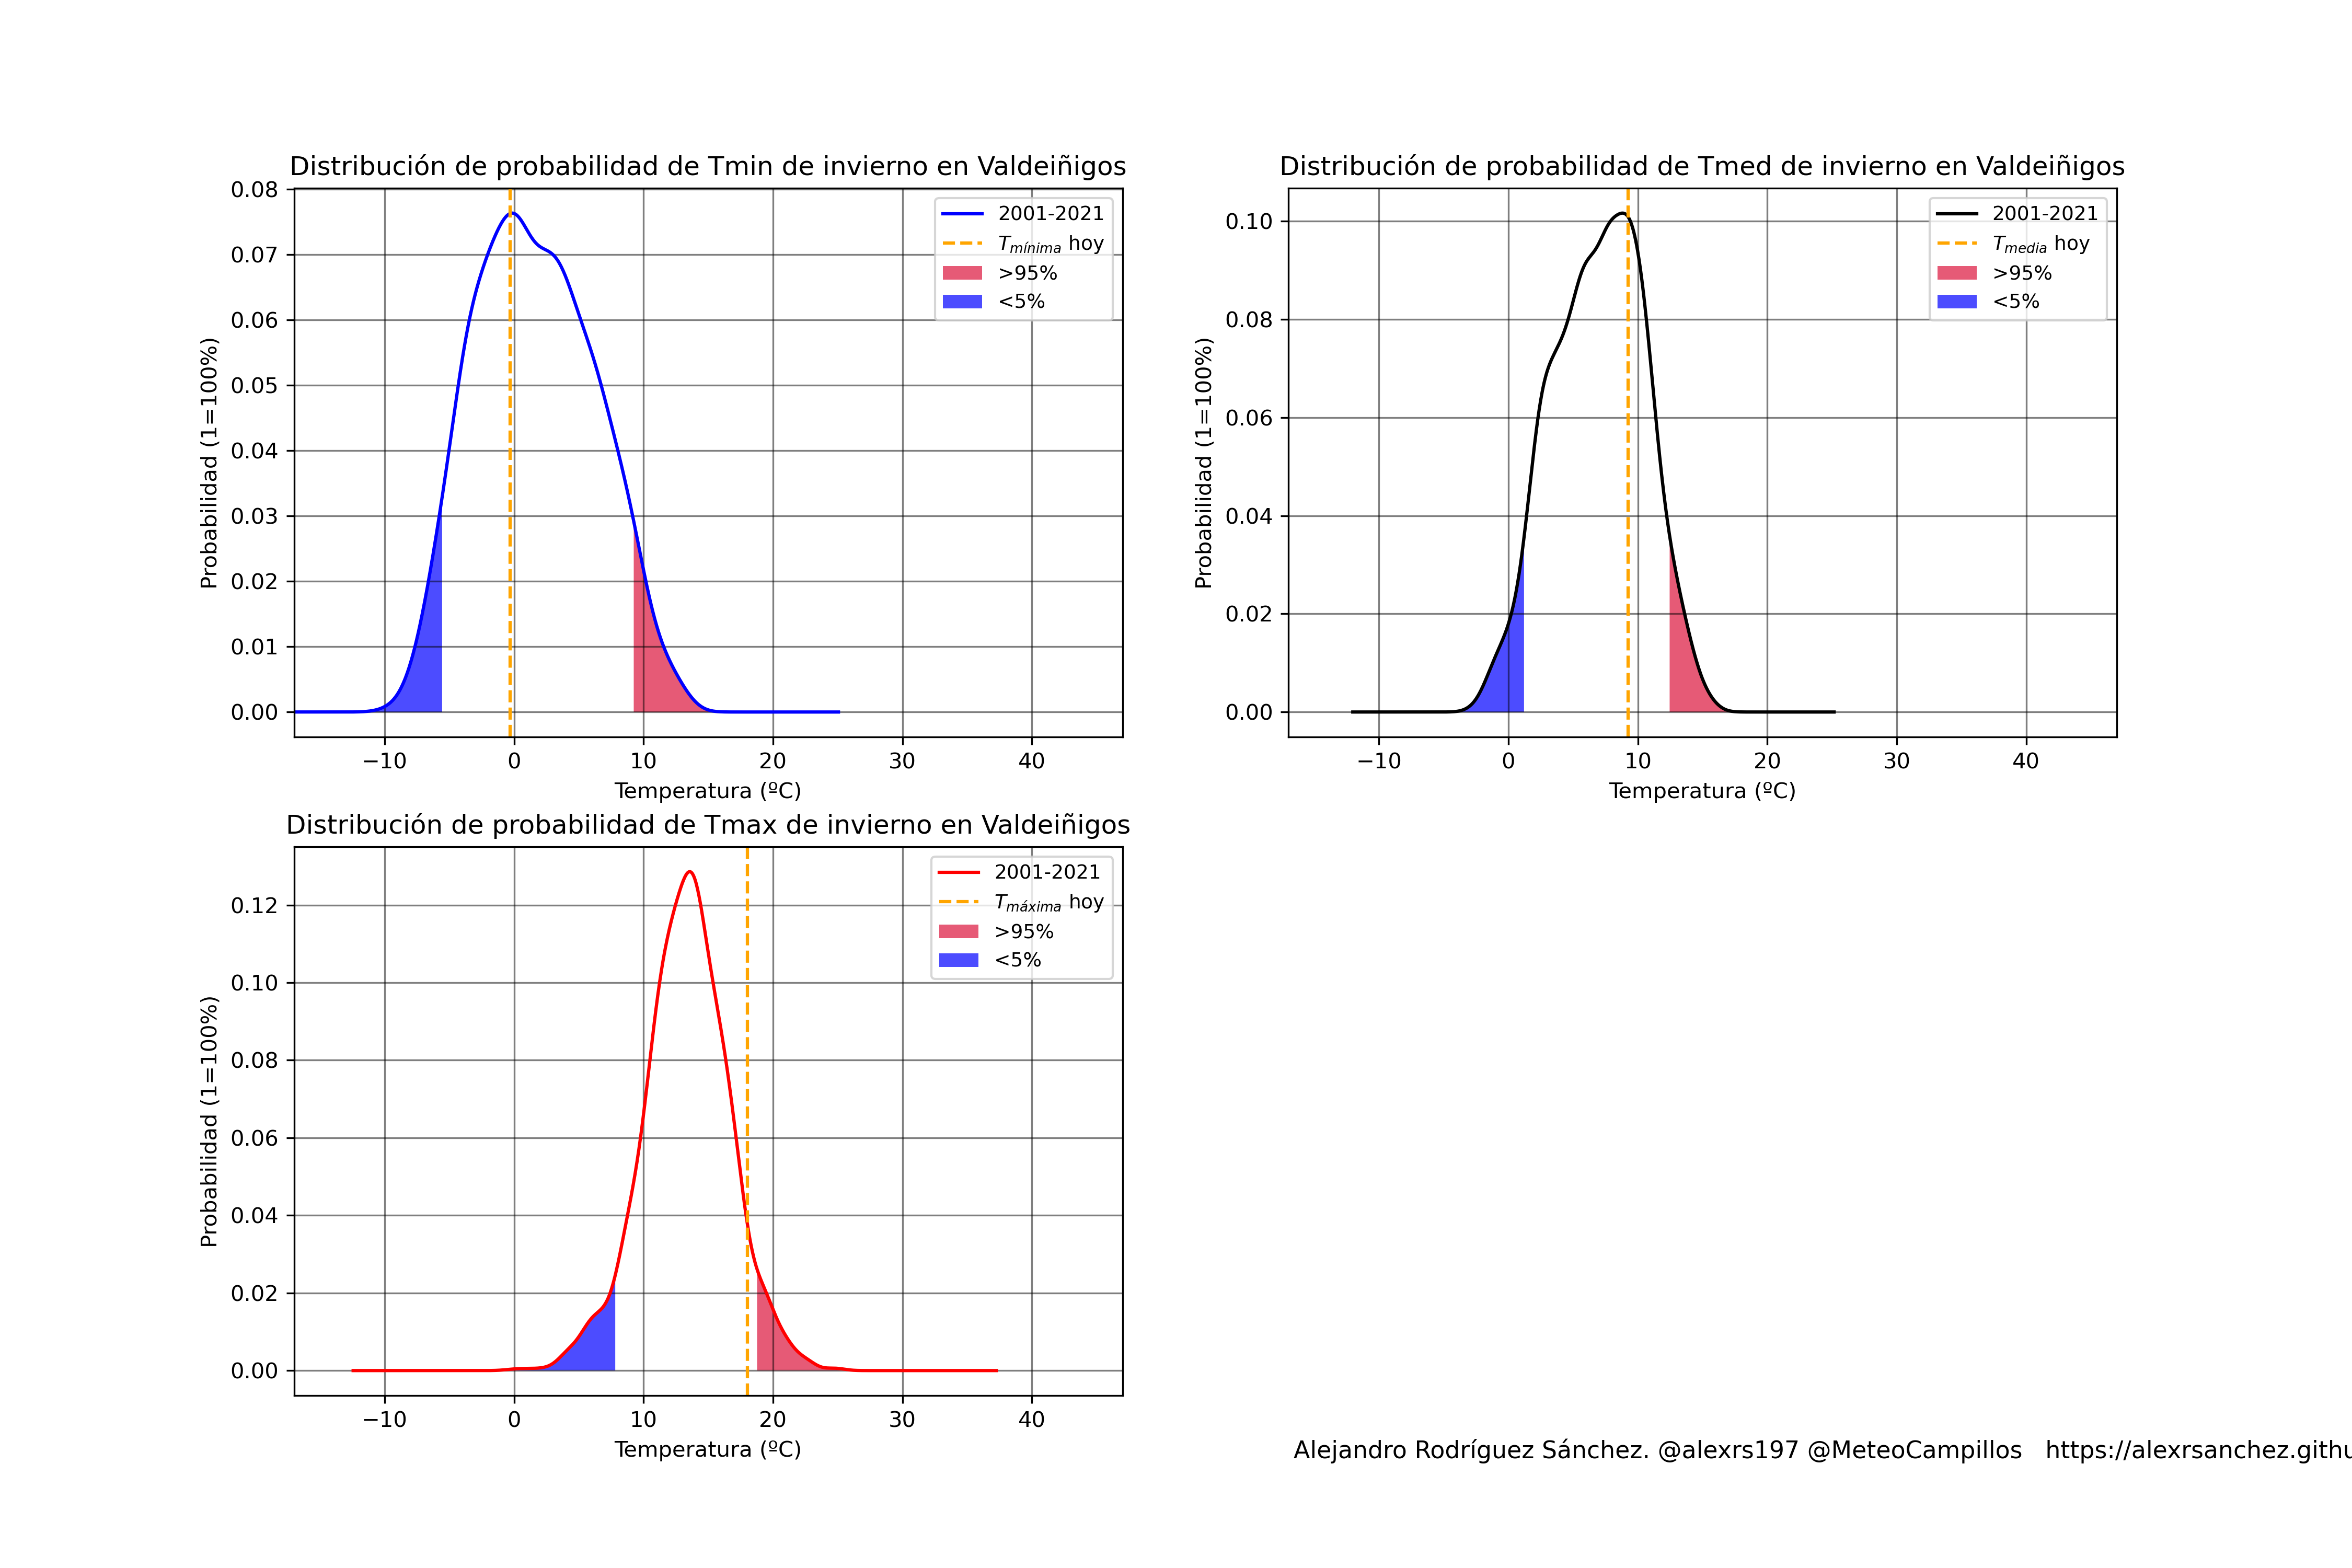 Distribución de probabilidad de Tmin de invierno en Valdeiñigos
Probabilidad (1=100%)
0.08
0.07
0.06
0.05
0.04
0.03
0.02
0.01
0.00
2001-2021
Tmínima hoy
>95%
<5%
−10 0 10 20 30 40
Temperatura (ºC)
Distribución de probabilidad de Tmed de invierno en Valdeiñigos
Probabilidad (1=100%)
0.10
0.08
0.06
0.04
0.02
0.00
2001-2021
Tmedia hoy
>95%
<5%
−10 0 10 20 30 40
Temperatura (ºC)
Distribución de probabilidad de Tmax de invierno en Valdeiñigos
Probabilidad (1=100%)
0.12
0.10
0.08
0.06
0.04
0.02
0.00
2001-2021
Tmáxima hoy
>95%
<5%
−10 0 10 20 30 40
Temperatura (ºC)
Alejandro Rodríguez Sánchez. @alexrs197 @MeteoCampillos https://alexrsanchez.githu